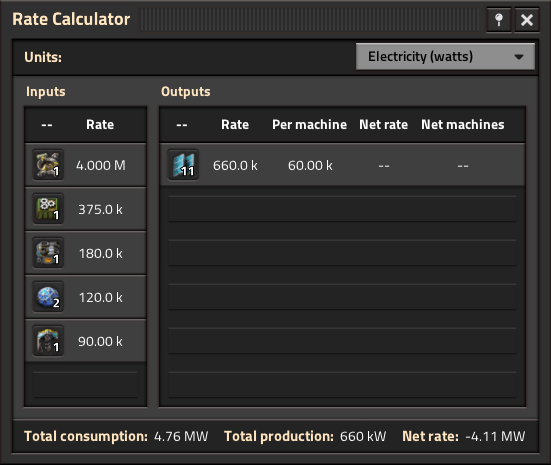 Rate Calculator
Units: Electricity (watts)
Inputs Outputs
-- Rate -- Rate Per machine Net rate Net machines
1 4.000 M 11 660.0 k 60.00 k -- --
1 375.0 k
1 180.0 k
2 120.0 k
1 90.00 k
Total consumption: 4.76 MW Total production: 660 kW Net rate: -4.11 MW